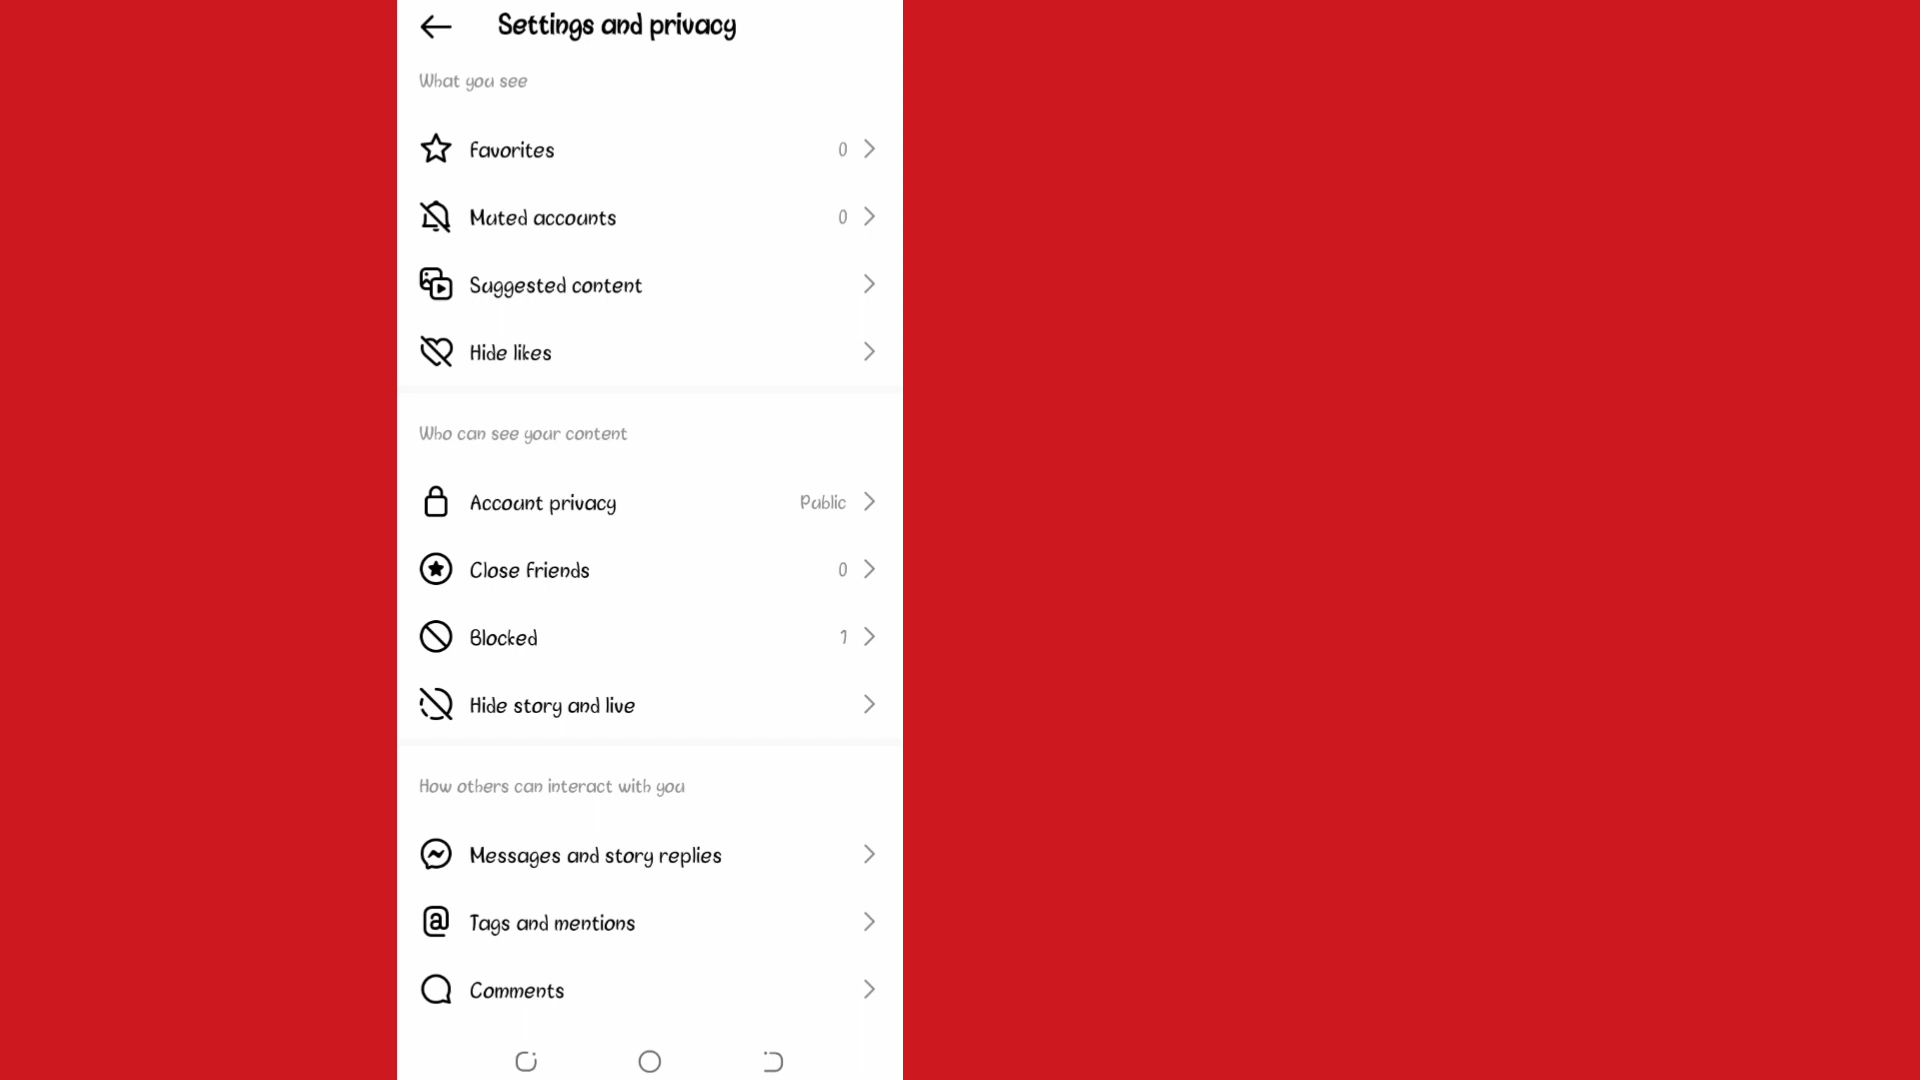 Settings and privacy
What you see
Favorites 0
Muted accounts 0
Suggested content
Hide likes
Who can see your content
Account privacy Public
Close friends 0
Blocked 1
Hide story and live
How others can interact with you
Messages and story replies
Tags and mentions
Comments